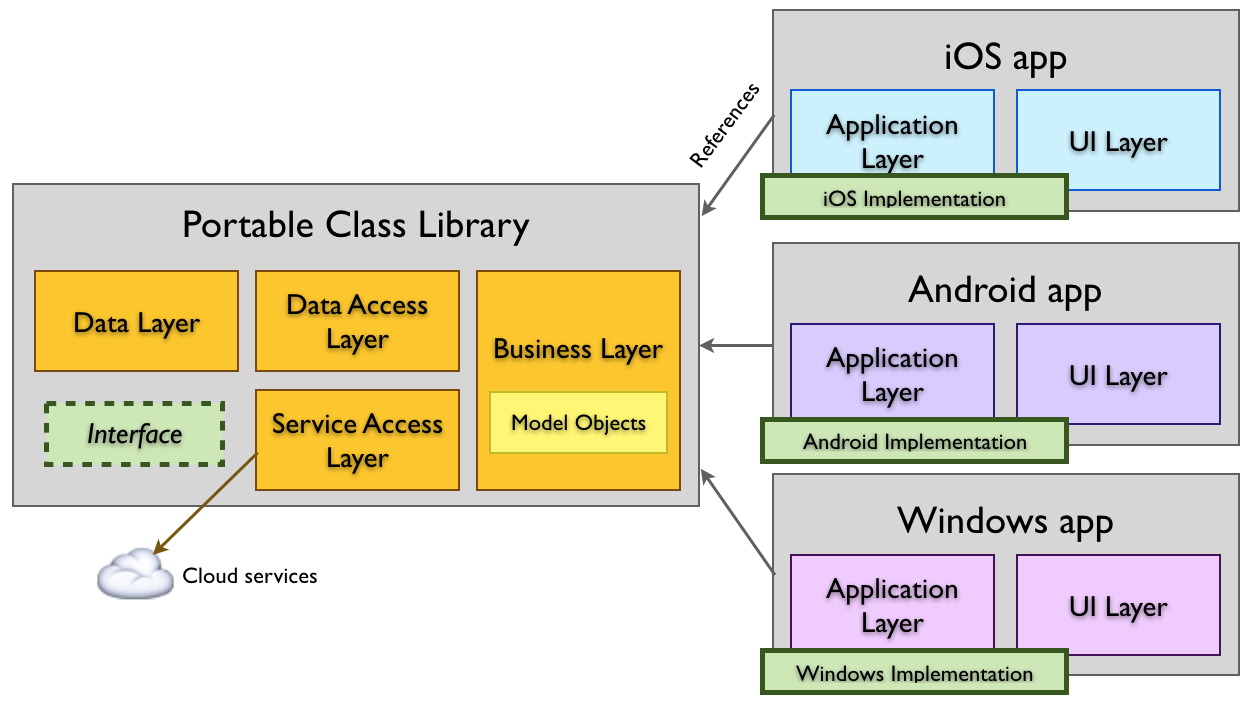 iOS app
References
Application
Layer
UI Layer
iOS Implementation
Portable Class Library
Data Layer
Data Access
Layer
Business Layer
Model Objects
Interface
Service Access
Layer
Cloud services
Android app
Application
Layer
UI Layer
Android Implementation
Windows app
Application
Layer
UI Layer
Windows Implementation